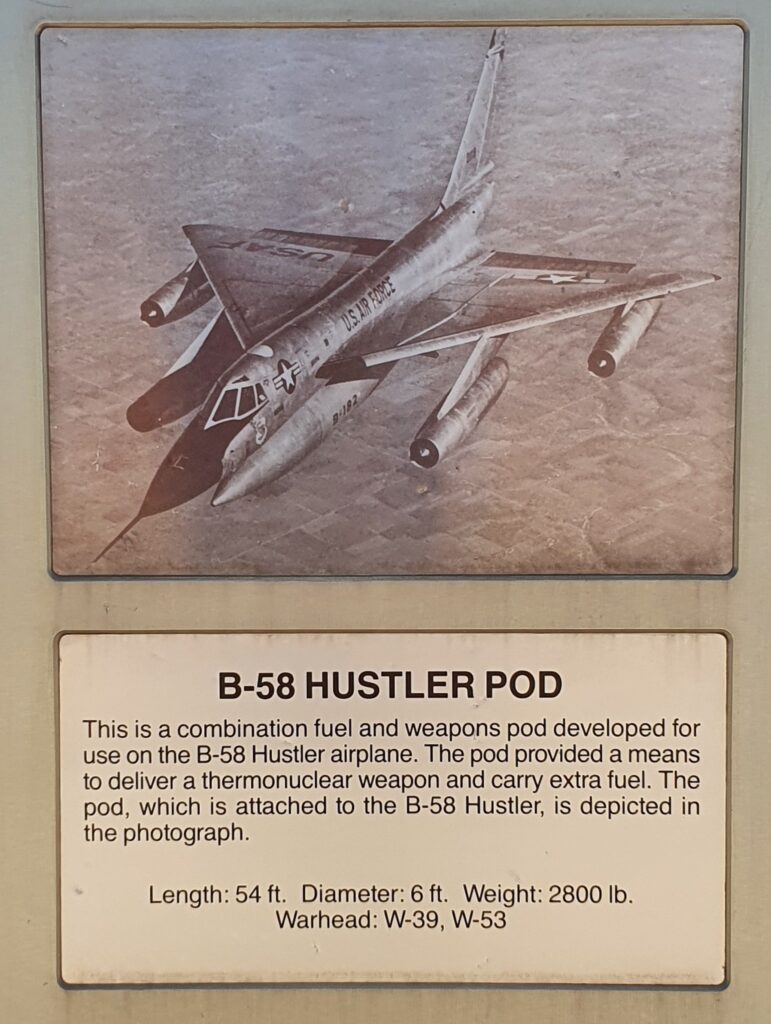 USAF
U.S. AIR FORCE
B-182
B-58 HUSTLER POD
This is a combination fuel and weapons pod developed for
use on the B-58 Hustler airplane. The pod provided a means
to deliver a thermonuclear weapon and carry extra fuel. The
pod, which is attached to the B-58 Hustler, is depicted in
the photograph.
Length: 54 ft. Diameter: 6 ft. Weight: 2800 lb.
Warhead: W-39, W-53